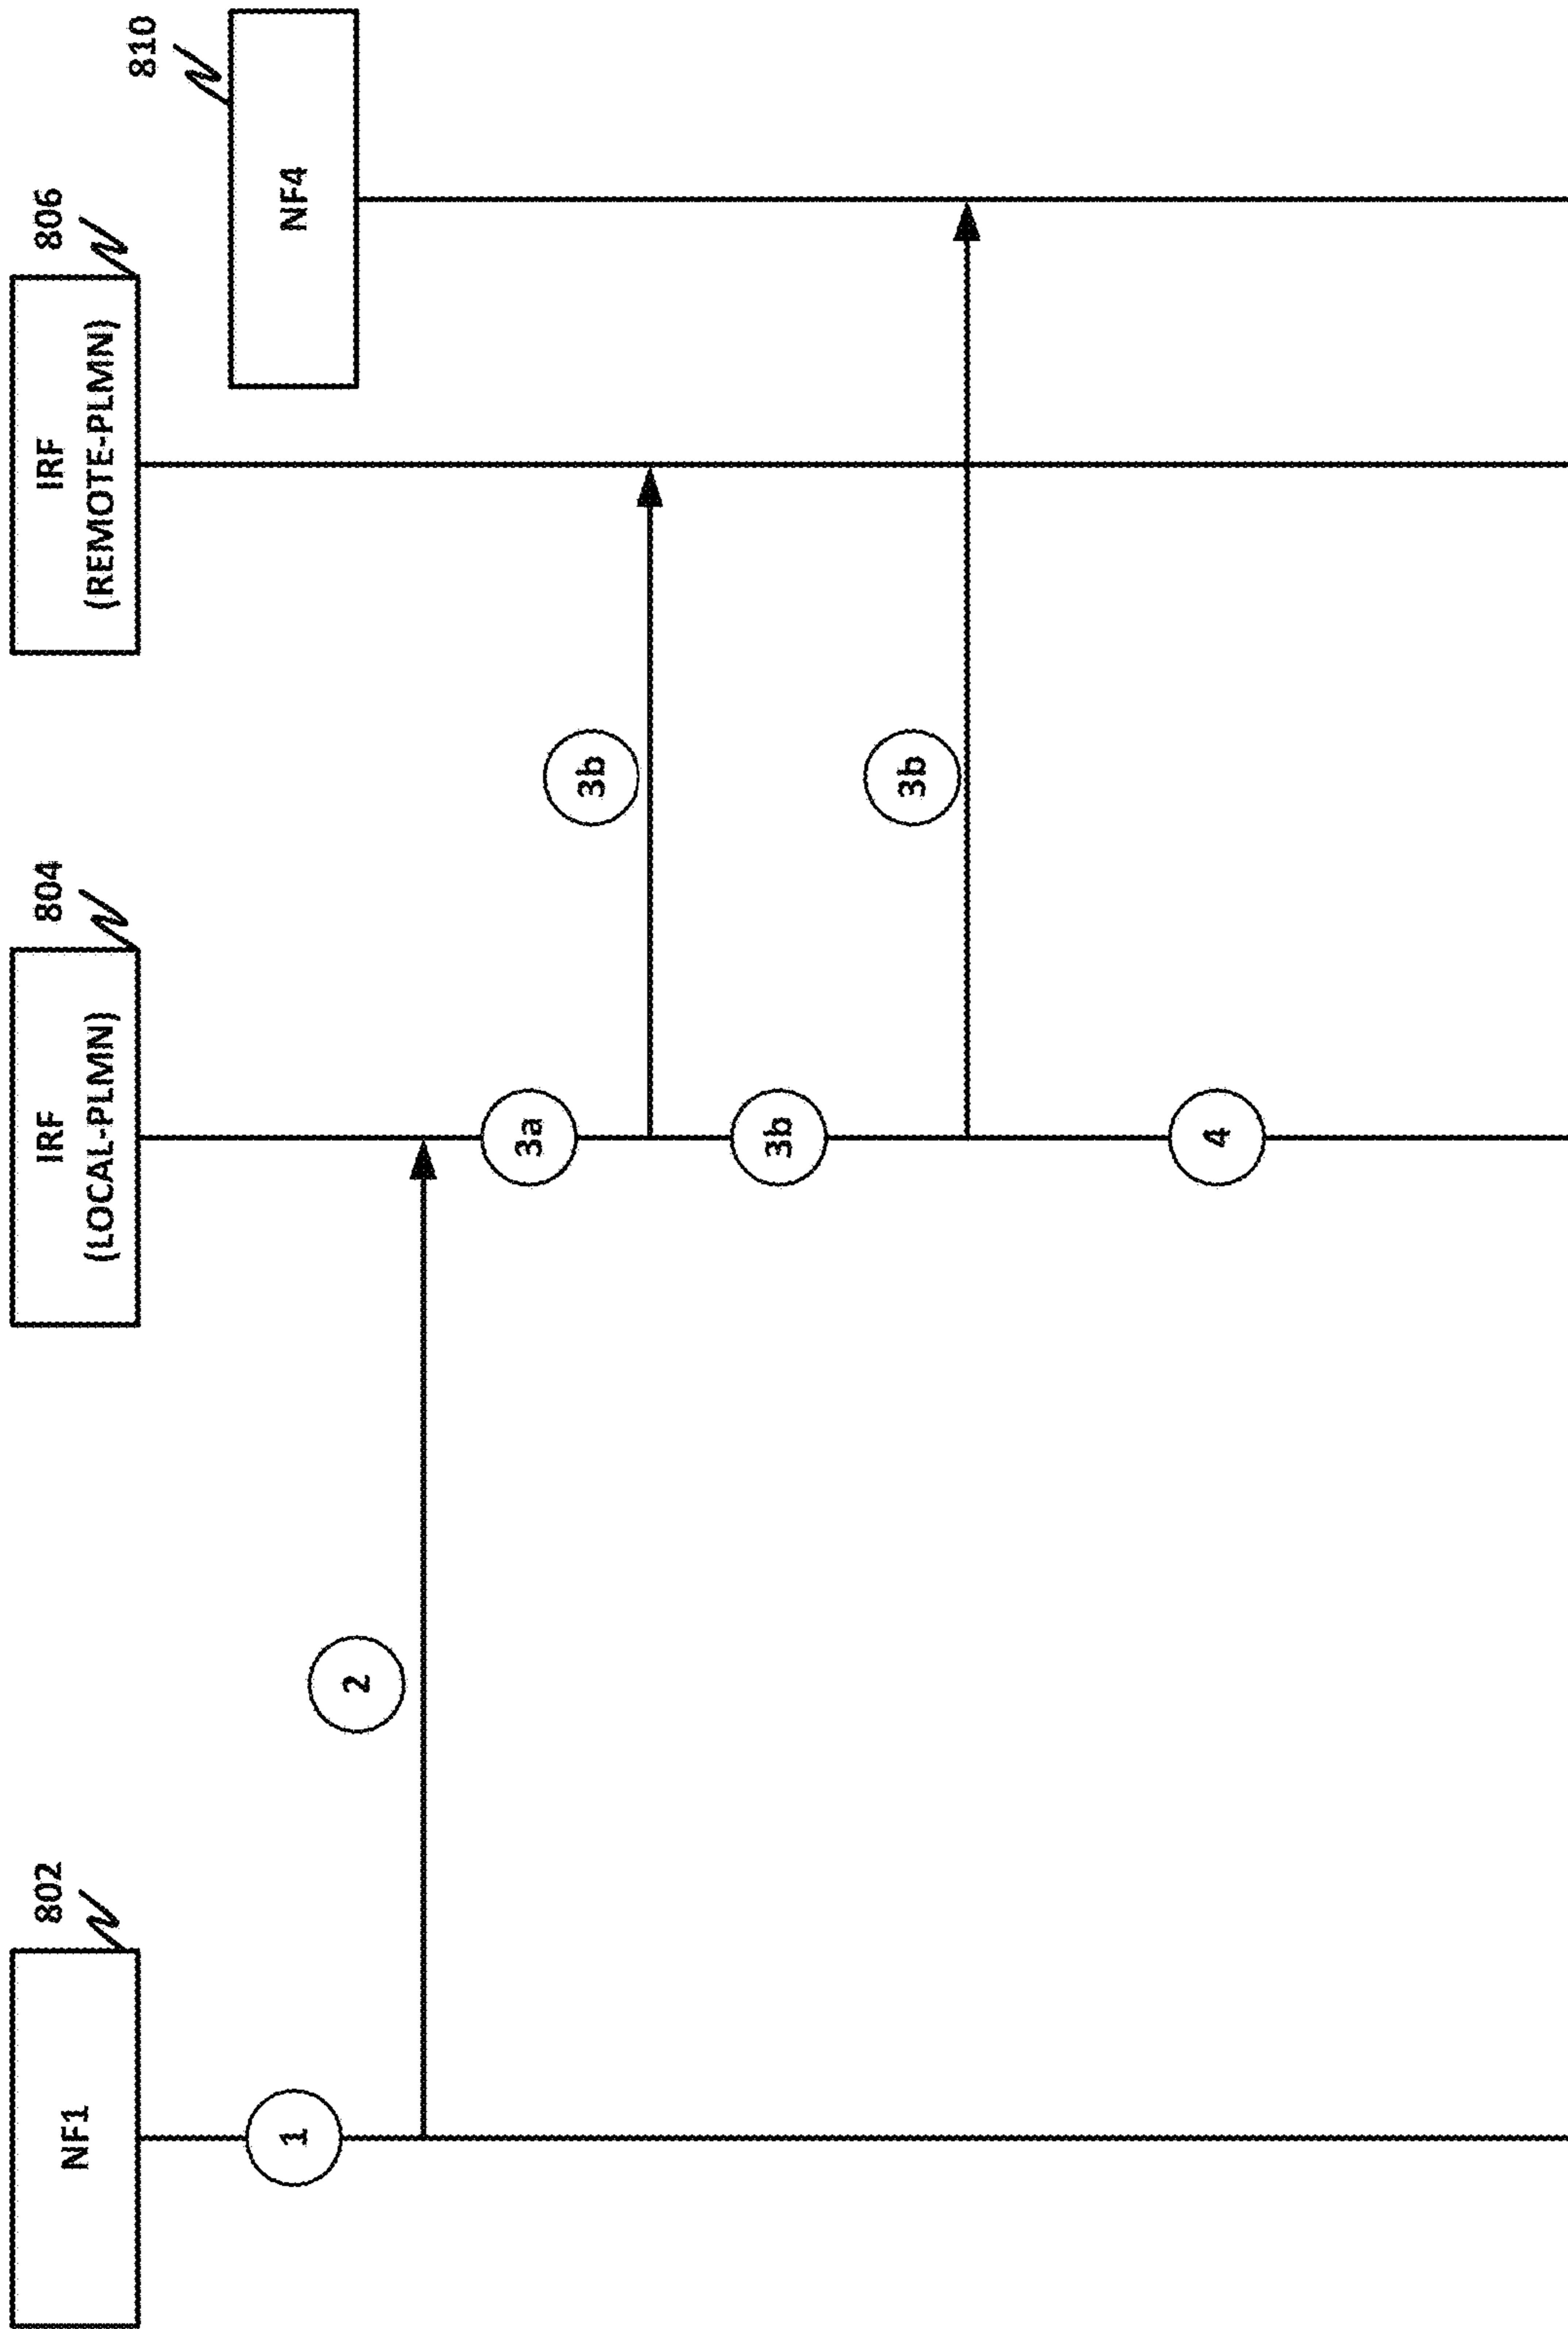 802
NF1
804
IRF
(LOCAL-PLMN)
806
IRF
(REMOTE-PLMN)
810
NF4
1
2
3a
3b
3b
3b
4